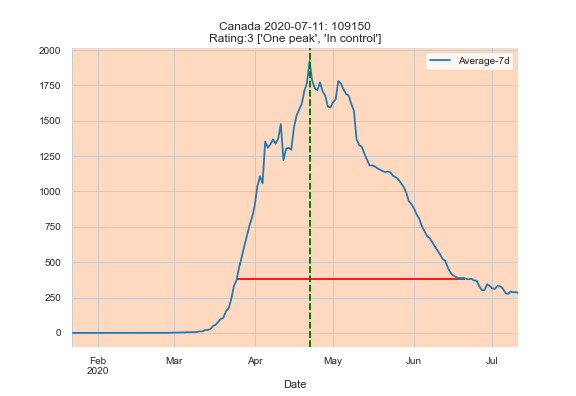 Canada 2020-07-11: 109150
Rating:3 ['One peak', 'In control']
Average-7d
2000
1750
1500
1250
1000
750
500
250
0
Feb
2020
Mar
Apr
May
Jun
Jul
Date